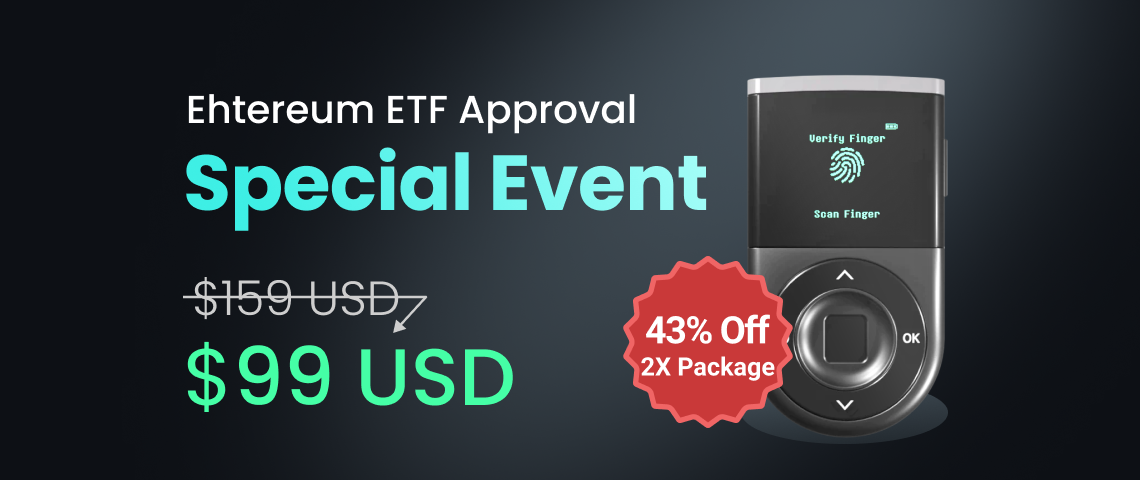 Ehtereum ETF Approval
Special Event
$159 USD
$99 USD
43% Off
2X Package
Verify Finger
Scan Finger
OK